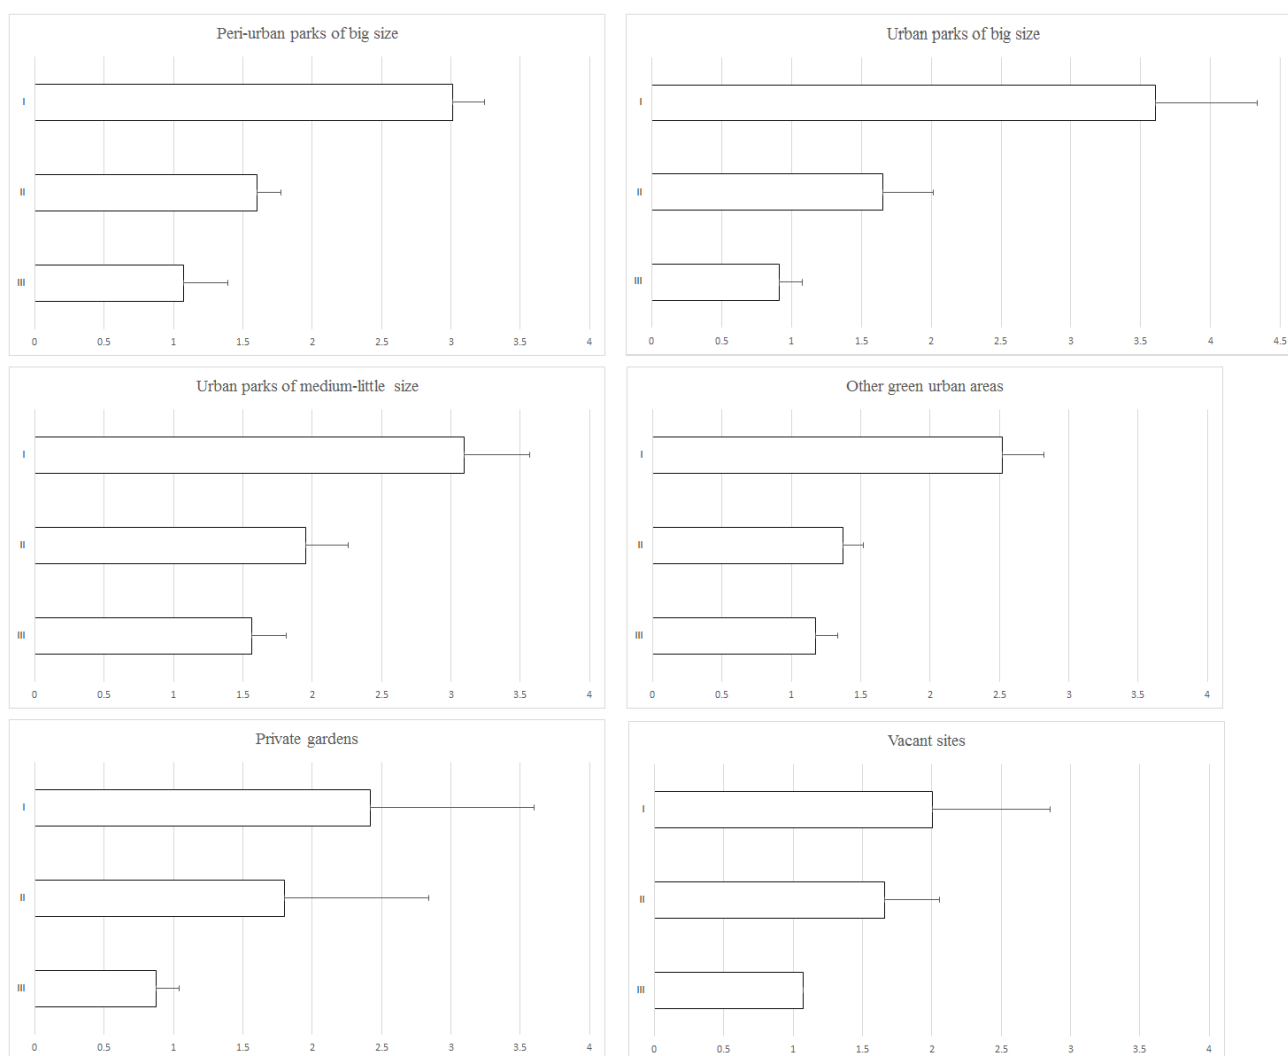 Peri-urban parks of big size
I
II
III
0 0.5 1 1.5 2 2.5 3 3.5 4
Urban parks of big size
I
II
III
0 0.5 1 1.5 2 2.5 3 3.5 4 4.5
Urban parks of medium-little size
I
II
III
0 0.5 1 1.5 2 2.5 3 3.5 4
Other green urban areas
I
II
III
0 0.5 1 1.5 2 2.5 3 3.5 4
Private gardens
I
II
III
0 0.5 1 1.5 2 2.5 3 3.5 4
Vacant sites
I
II
III
0 0.5 1 1.5 2 2.5 3 3.5 4